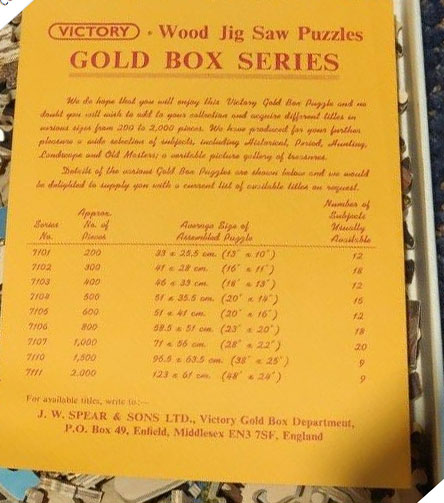 VICTORY · Wood Jig Saw Puzzles
GOLD BOX SERIES
We do hope that you will enjoy this Victory Gold Box Puzzle and no
doubt you will wish to add to your collection and acquire different titles in
various sizes from 200 to 2,000 pieces. We have produced for your further
pleasure a wide selection of subjects, including Historical, Period, Hunting,
Landscape and Old Masters; a veritable picture gallery of treasures.
Details of the various Gold Box Puzzles are shown below and we would
be delighted to supply you with a current list of available titles on request.
Series No. Approx. No. of Pieces Average Size of Assembled Puzzle Number of Subjects Usually Available
7101 200 33 x 25.5 cm. (13" x 10") 12
7102 300 41 x 28 cm. (16" x 11") 18
7103 400 46 x 33 cm. (18" x 13") 12
7104 500 51 x 35.5 cm. (20" x 14") 16
7105 600 51 x 41 cm. (20" x 16") 12
7106 800 58.5 x 51 cm. (23" x 20") 18
7107 1,000 71 x 56 cm. (28" x 22") 20
7110 1,500 96.5 x 63.5 cm. (38" x 25") 9
7111 2,000 123 x 61 cm. (48" x 24") 9
For available titles, write to:—
J. W. SPEAR & SONS LTD., Victory Gold Box Department,
P.O. Box 49, Enfield, Middlesex EN3 7SF, England